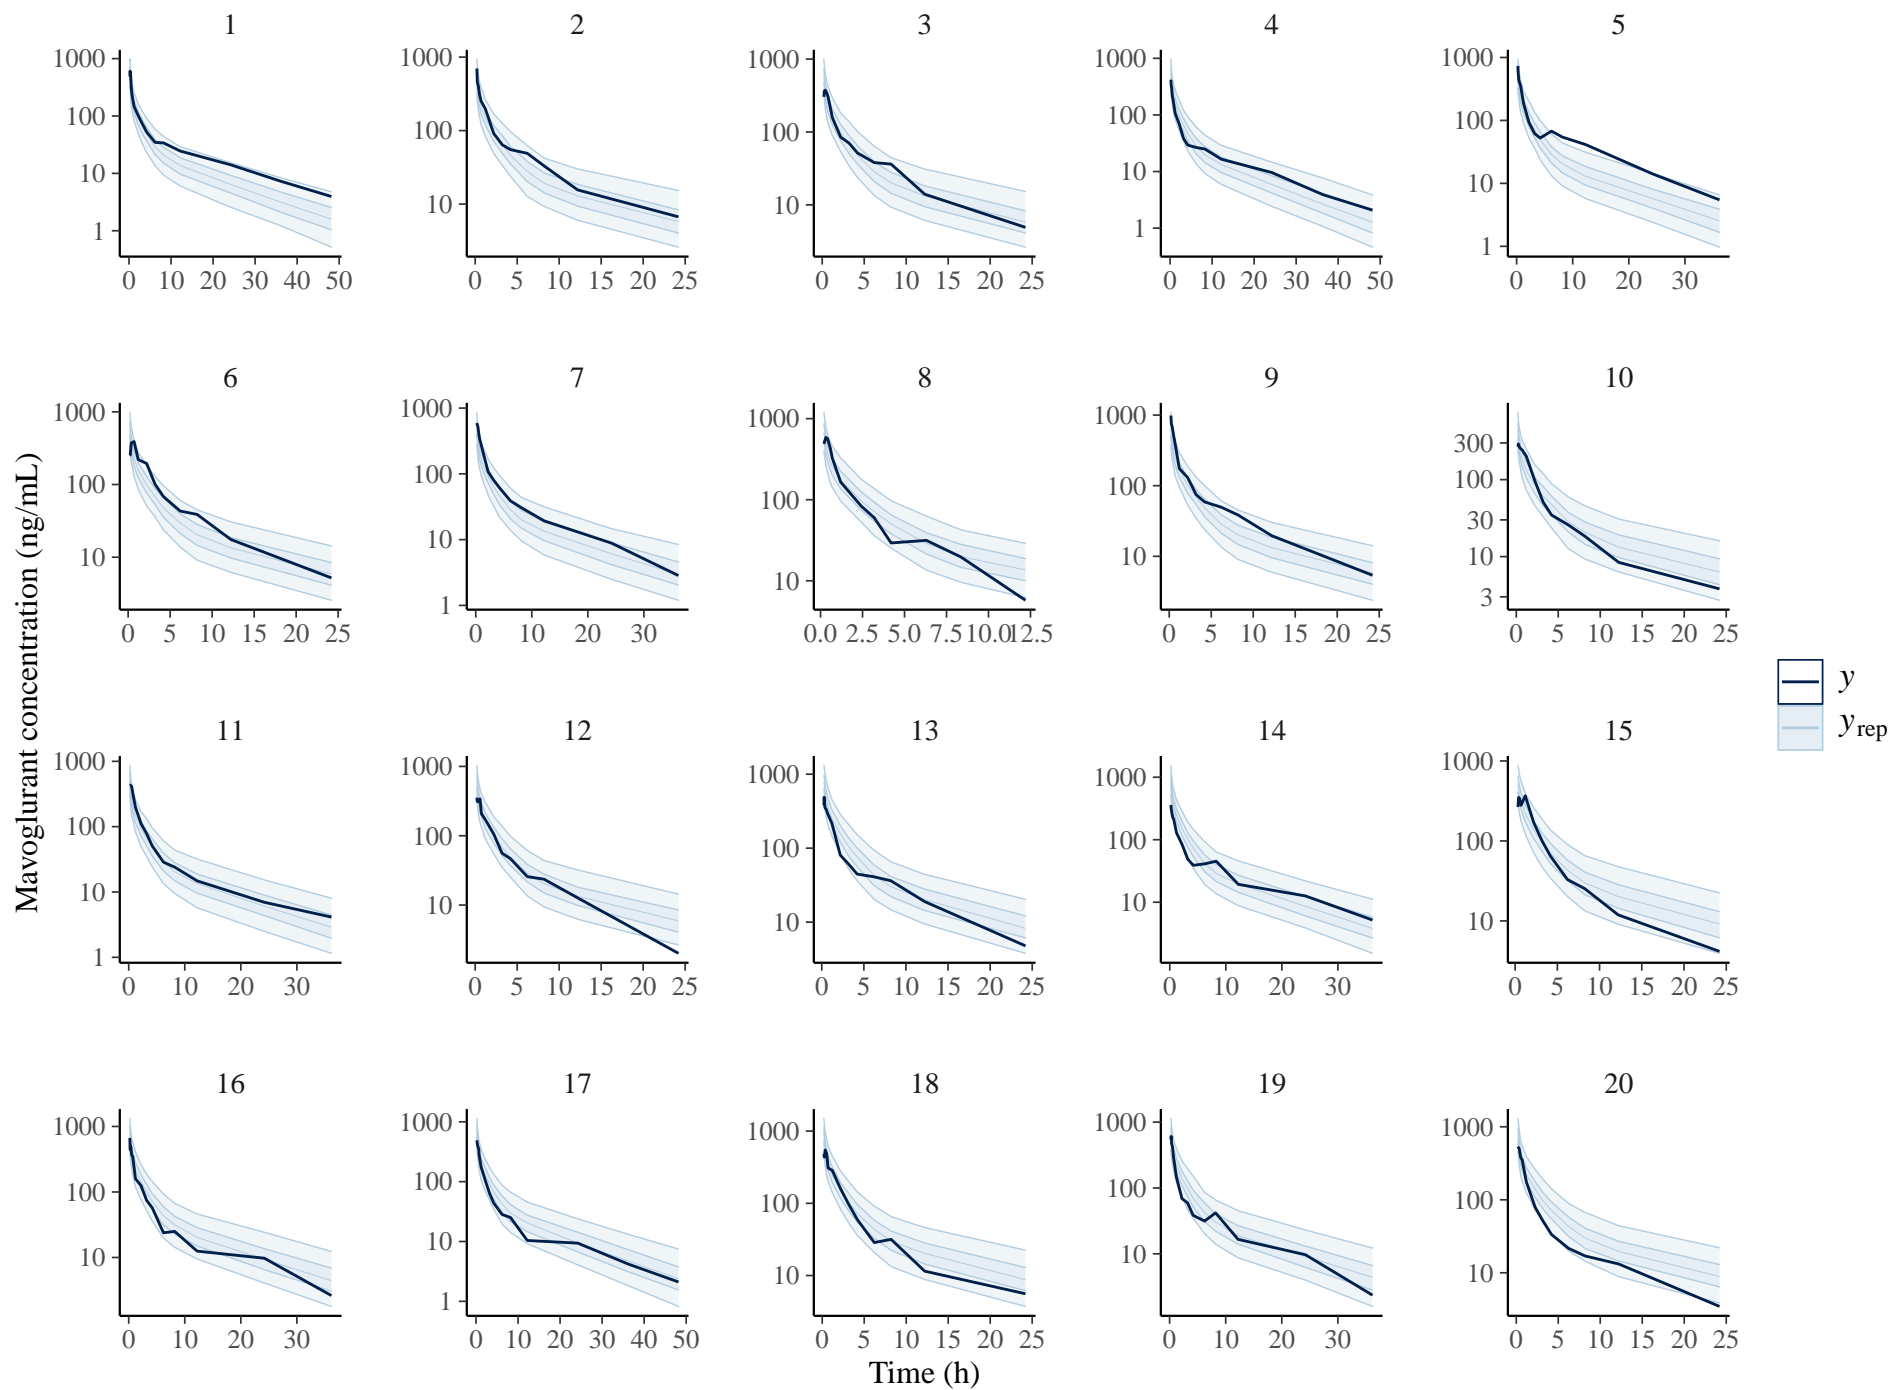 1 2 3 4 5
1000 1000 1000 1000 1000
100 100 100 100 100
10 10 10 10 10
1 1 1
0 10 20 30 40 50 0 5 10 15 20 25 0 5 10 15 20 25 0 10 20 30 40 50 0 10 20 30
6 7 8 9 10
1000 1000 1000 1000 300
100 100 100 100 100
30
10 10 10 10 10
1 3
0 5 10 15 20 25 0 10 20 30 0.0 2.5 5.0 7.5 10.0 12.5 0 5 10 15 20 25 0 5 10 15 20 25
Mavoglurant concentration (ng/mL)
y
yrep
11 12 13 14 15
1000 1000 1000 1000 1000
100 100 100 100 100
10 10 10 10 10
1
0 10 20 30 0 5 10 15 20 25 0 5 10 15 20 25 0 10 20 30 0 5 10 15 20 25
16 17 18 19 20
1000 1000 1000 1000 1000
100 100 100 100 100
10 10 10 10 10
1
0 10 20 30 0 10 20 30 40 50 0 5 10 15 20 25 0 10 20 30 0 5 10 15 20 25
Time (h)